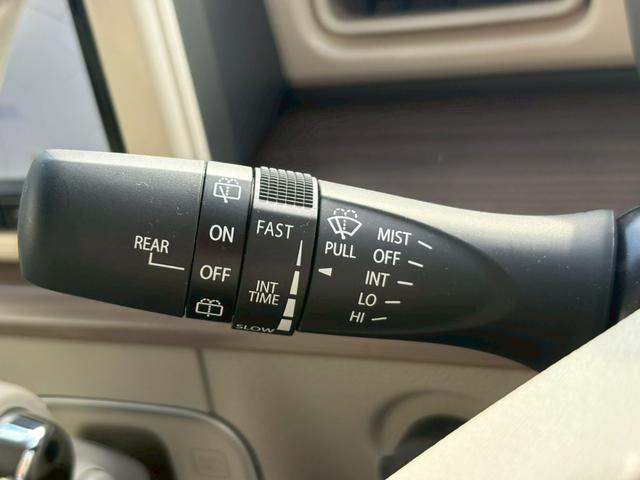 REAR
ON
OFF
FAST
INT
TIME
SLOW
PULL
MIST
OFF
INT
LO
HI